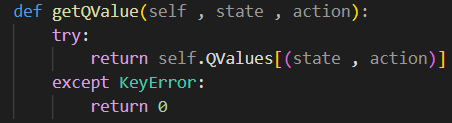 def getQValue(self , state , action):
    try:
        return self.QValues[(state , action)]
    except KeyError:
        return 0